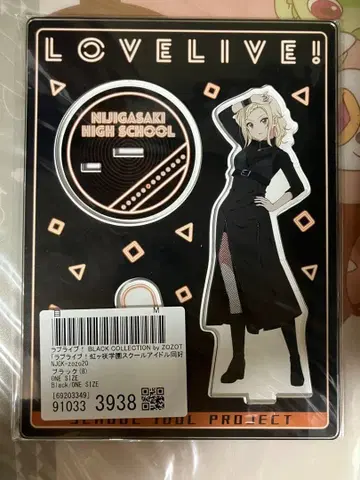 LOVELIVE!
NIJIGASAKI
HIGH SCHOOL
ラブライブ! BLACK COLLECTION by ZOZOT
「ラブライブ!虹ヶ咲学園スクールアイドル同好
NJGK-zozo20
ブラック(8)
ONE SIZE
Black/ONE SIZE
[69203349]
91033 3938
SCHOOL IDOL PROJECT